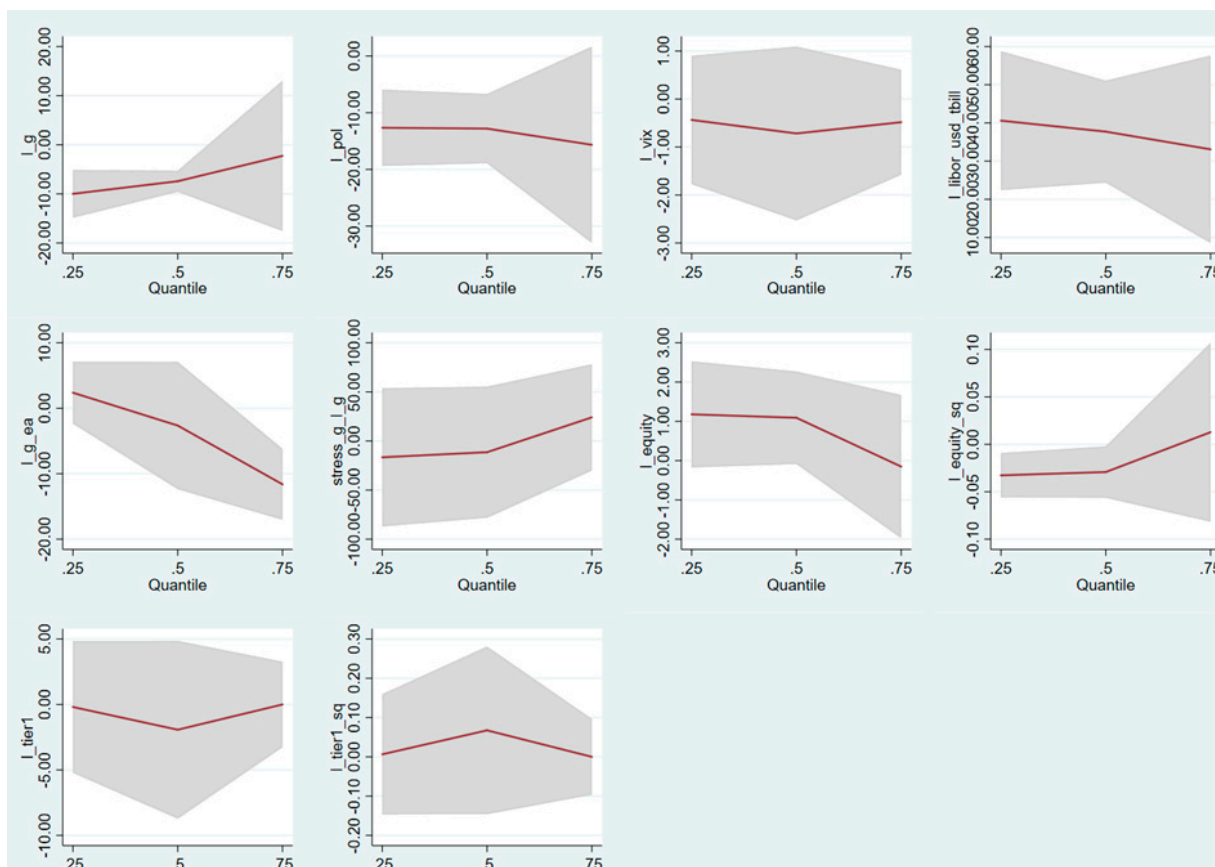 l_g
-20.00 -10.00 0.00 10.00 20.00
.25 .5 .75
Quantile
l_pol
-30.00 -20.00 -10.00 0.00
.25 .5 .75
Quantile
l_vix
-3.00 -2.00 -1.00 0.00 1.00
.25 .5 .75
Quantile
l_libor_usd_tbill
10.0020.0030.0040.0050.0060.00
.25 .5 .75
Quantile
l_g_ea
-20.00 -10.00 0.00 10.00
.25 .5 .75
Quantile
stress_g_l_g
-100.00 -50.00 0.00 50.00 100.00
.25 .5 .75
Quantile
l_equity
-2.00 -1.00 0.00 1.00 2.00 3.00
.25 .5 .75
Quantile
l_equity_sq
-0.10 -0.05 0.00 0.05 0.10
.25 .5 .75
Quantile
l_tier1
-10.00 -5.00 0.00 5.00
.25 .5 .75
l_tier1_sq
-0.20 -0.10 0.00 0.10 0.20 0.30
.25 .5 .75